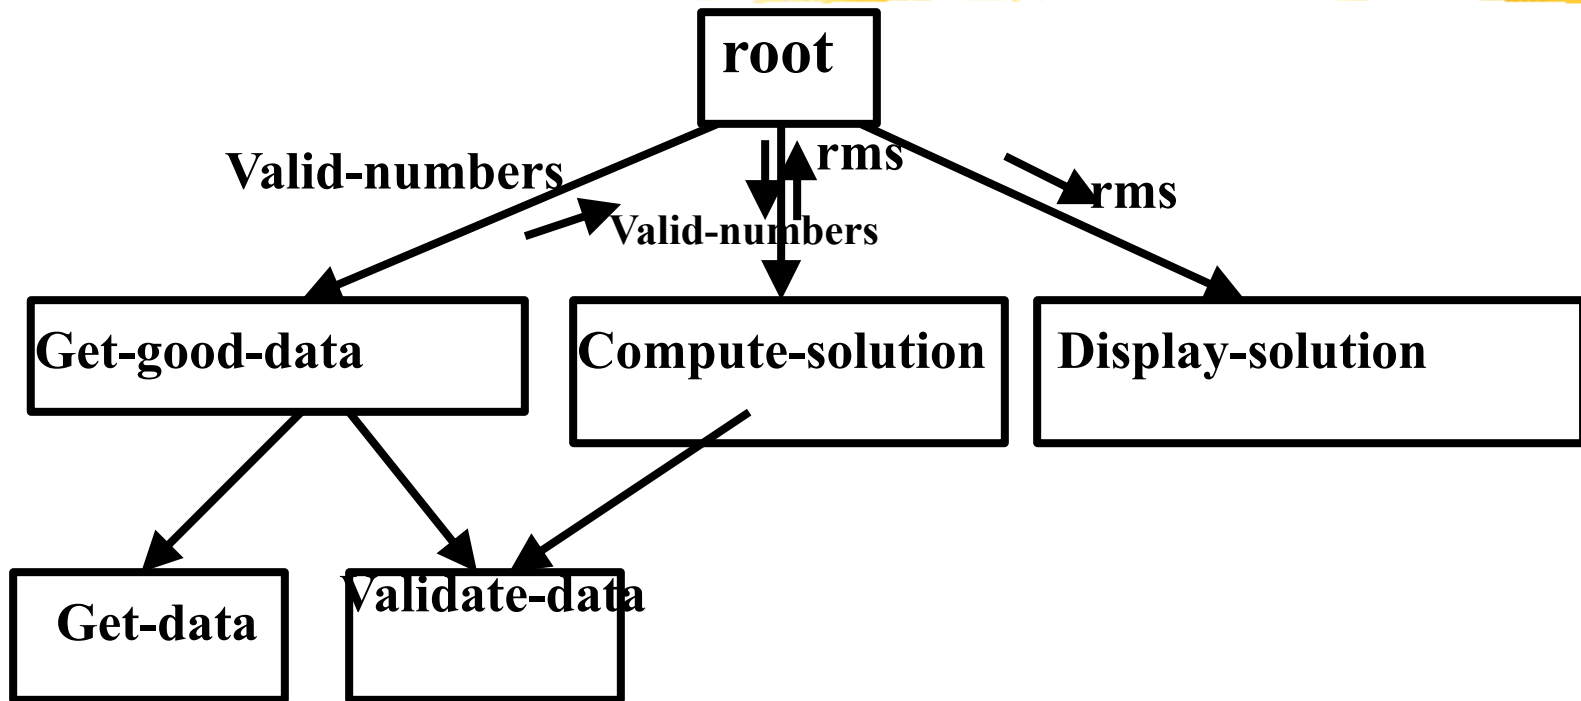 root
Valid-numbers
rms
rms
Valid-numbers
Get-good-data
Compute-solution
Display-solution
Get-data
Validate-data